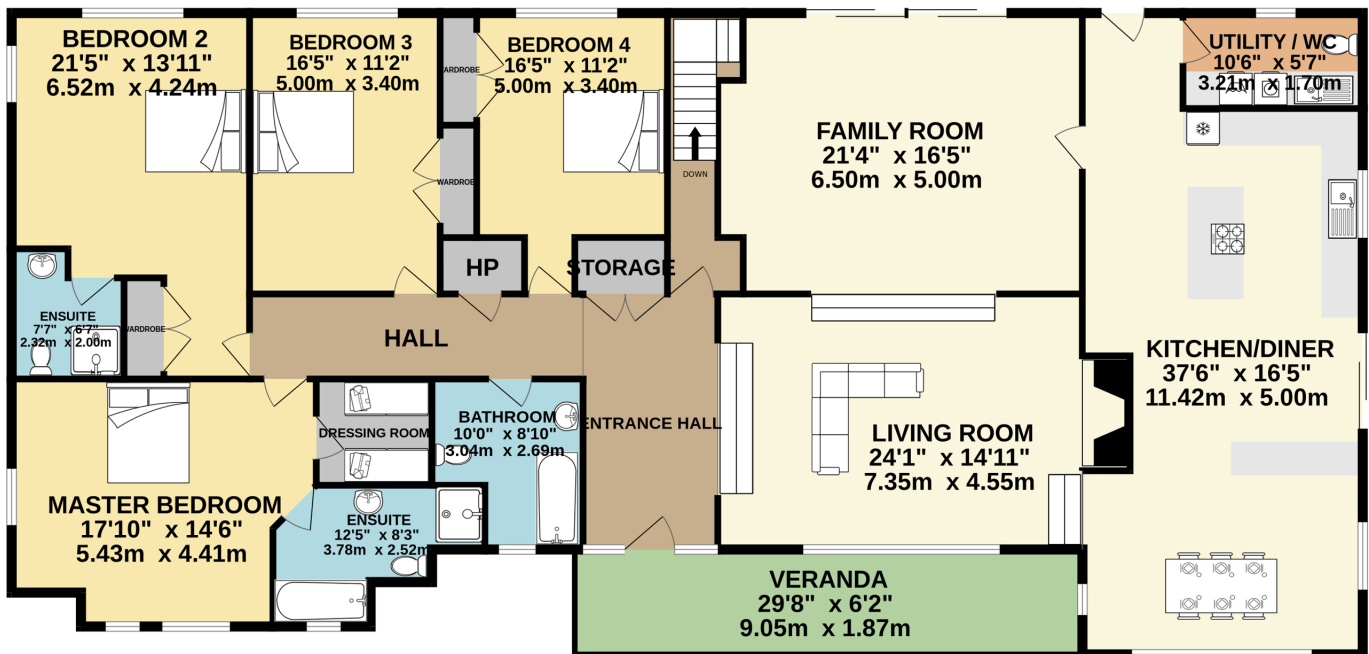 BEDROOM 2
21'5" x 13'11"
6.52m x 4.24m
BEDROOM 3
16'5" x 11'2"
5.00m x 3.40m
WARDROBE
BEDROOM 4
16'5" x 11'2"
5.00m x 3.40m
WARDROBE
DOWN
FAMILY ROOM
21'4" x 16'5"
6.50m x 5.00m
UTILITY / WC
10'6" x 5'7"
3.21m x 1.70m
HP
STORAGE
ENSUITE
7'7" x 6'7"
2.32m x 2.00m
WARDROBE
HALL
KITCHEN/DINER
37'6" x 16'5"
11.42m x 5.00m
DRESSING ROOM
BATHROOM
10'0" x 8'10"
3.04m x 2.69m
ENTRANCE HALL
LIVING ROOM
24'1" x 14'11"
7.35m x 4.55m
MASTER BEDROOM
17'10" x 14'6"
5.43m x 4.41m
ENSUITE
12'5" x 8'3"
3.78m x 2.52m
VERANDA
29'8" x 6'2"
9.05m x 1.87m